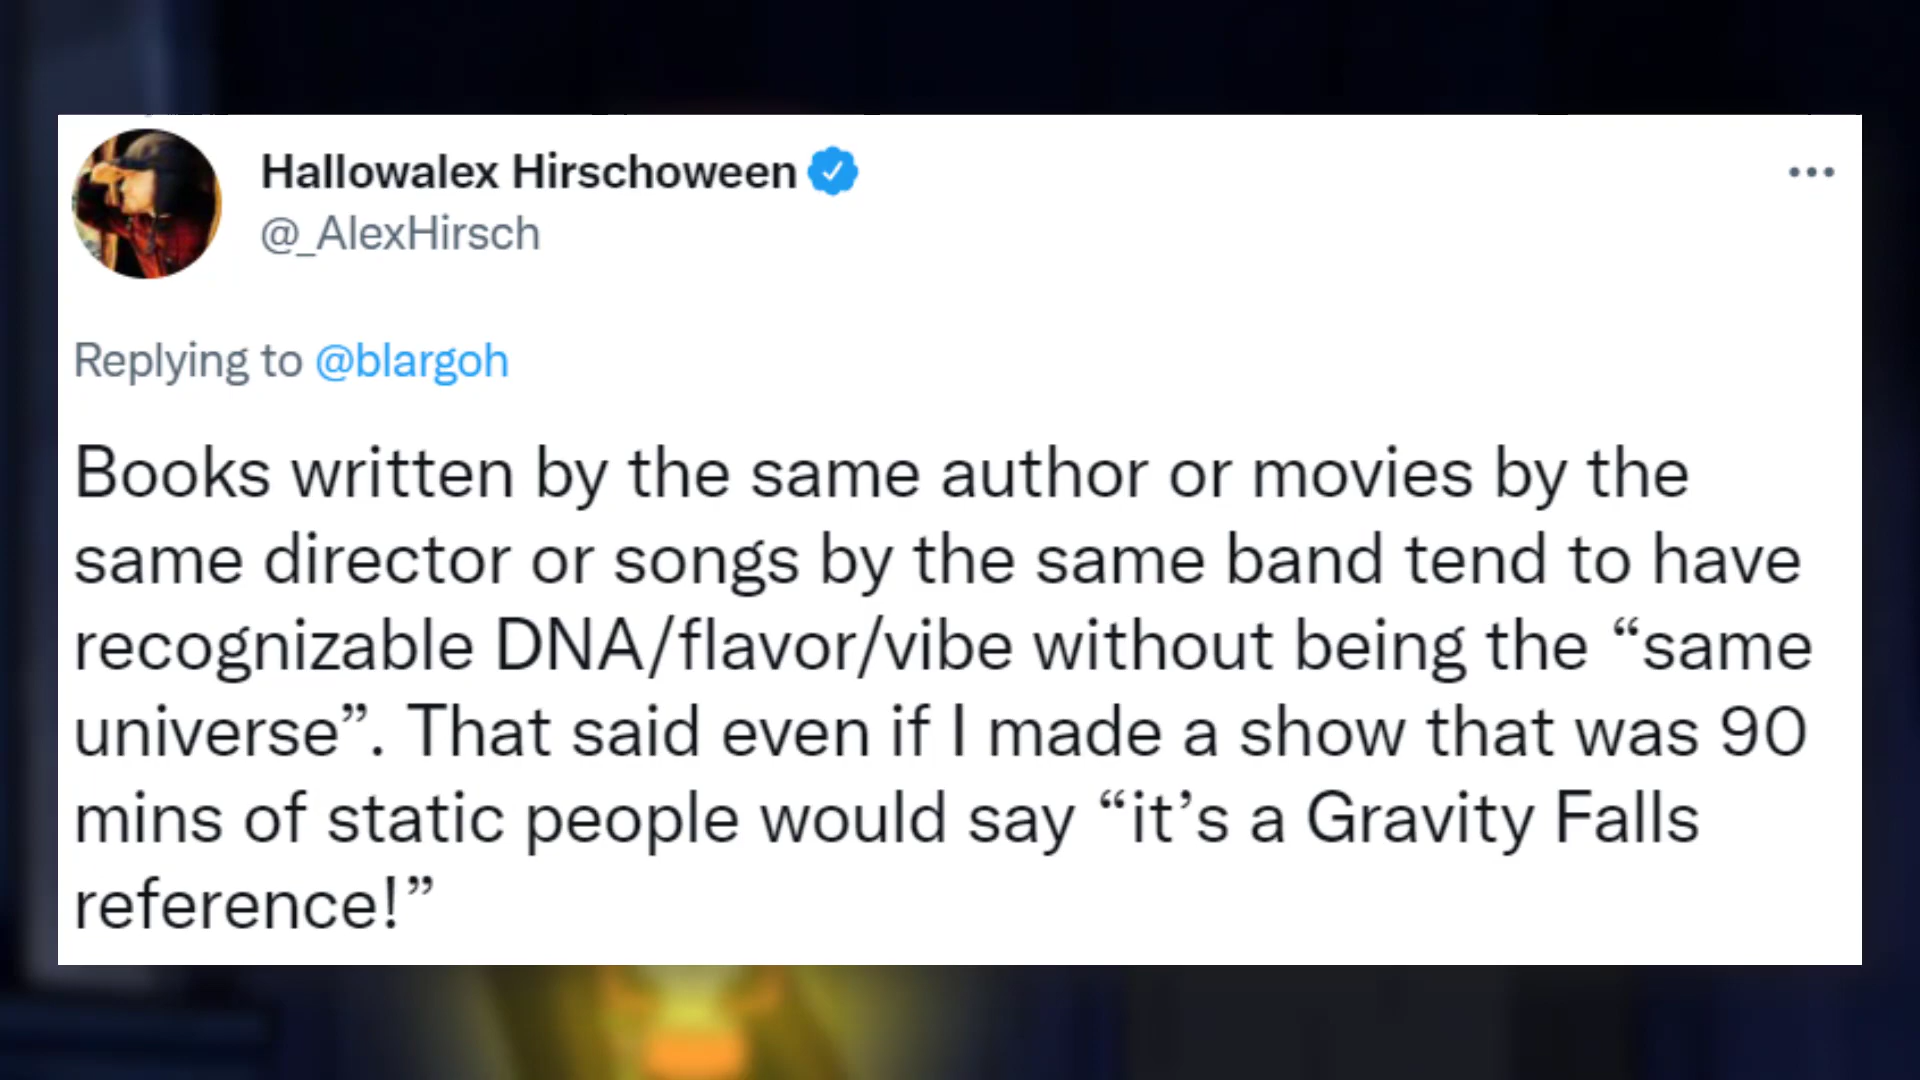 Hallowalex Hirschoween
@_AlexHirsch
Replying to @blargoh
Books written by the same author or movies by the
same director or songs by the same band tend to have
recognizable DNA/flavor/vibe without being the “same
universe”. That said even if I made a show that was 90
mins of static people would say “it’s a Gravity Falls
reference!”